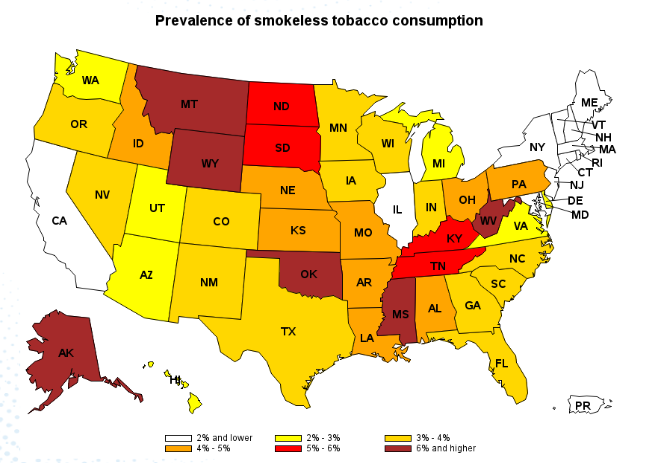 Prevalence of smokeless tobacco consumption
WA
MT
ND
MN
ME
VT
NH
OR
ID
SD
WI
MI
NY
MA
RI
CT
WY
NE
IA
PA
NJ
NV
UT
CO
KS
MO
IL
IN
OH
WV
VA
DE
MD
CA
KY
AZ
NM
OK
AR
TN
NC
SC
TX
LA
MS
AL
GA
AK
HI
FL
PR
2% and lower 2% - 3% 3% - 4%
4% - 5% 5% - 6% 6% and higher